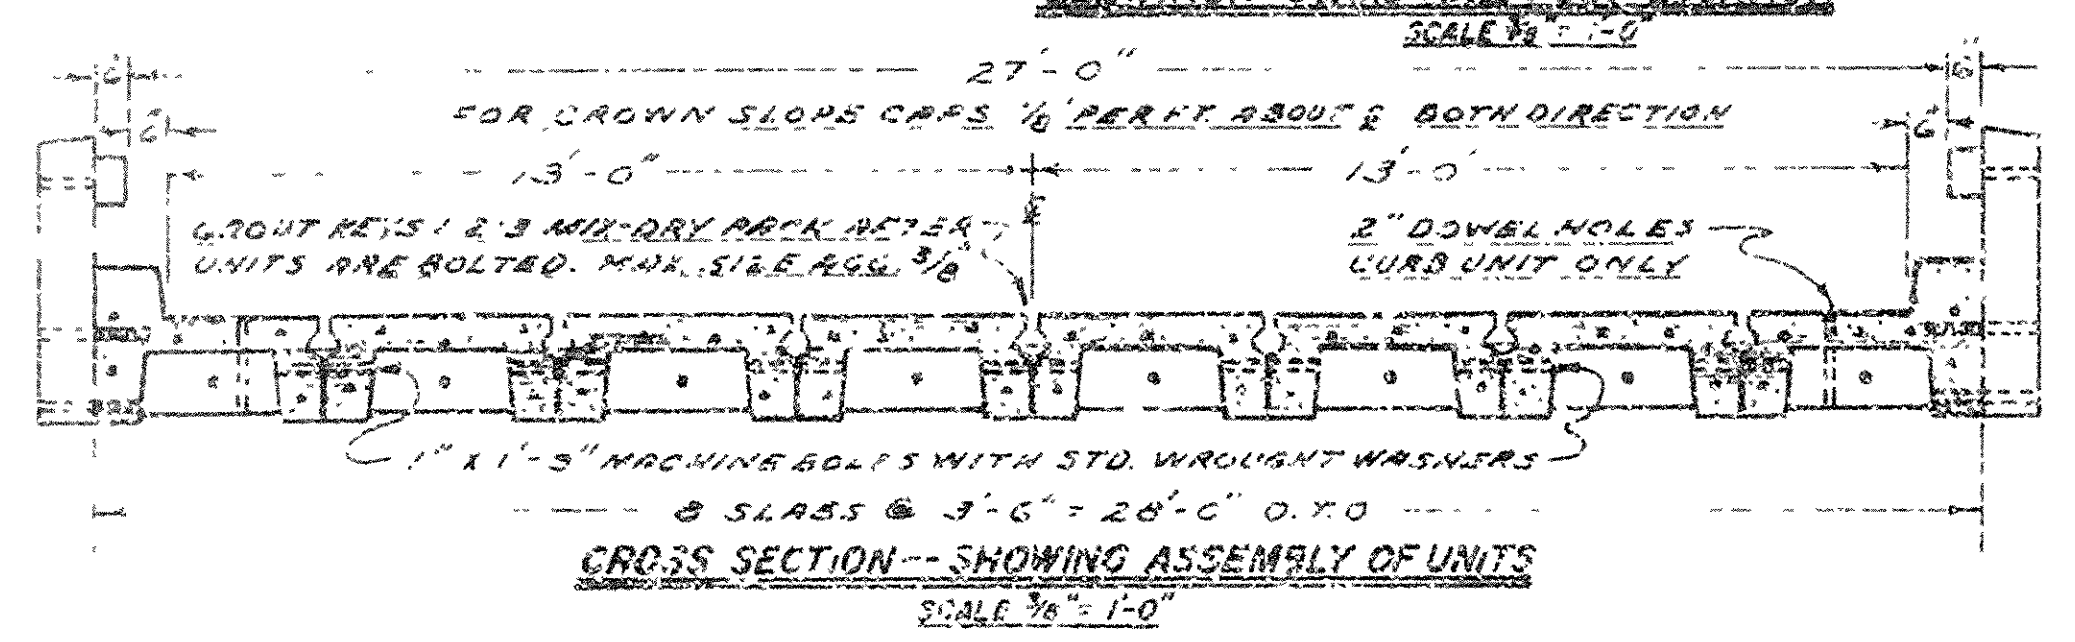 SCALE 3/8" = 1'-0"
6" 27'-0" 6"
FOR CROWN SLOPE CAPS 1/8" PER FT. ABOUT ℄ BOTH DIRECTION
6" 6"
13'-0" 13'-0"
℄
GROUT KEYS 1:2:3 MIX-DRY PACK AFTER
UNITS ARE BOLTED. MAX. SIZE AGG. 3/8"
2" DOWEL HOLES
CURB UNIT ONLY
1" X 1'-3" MACHINE BOLTS WITH STD. WROUGHT WASHERS
8 SLABS @ 3'-6" = 28'-0" O.T.O
CROSS SECTION -- SHOWING ASSEMBLY OF UNITS
SCALE 3/8" = 1'-0"